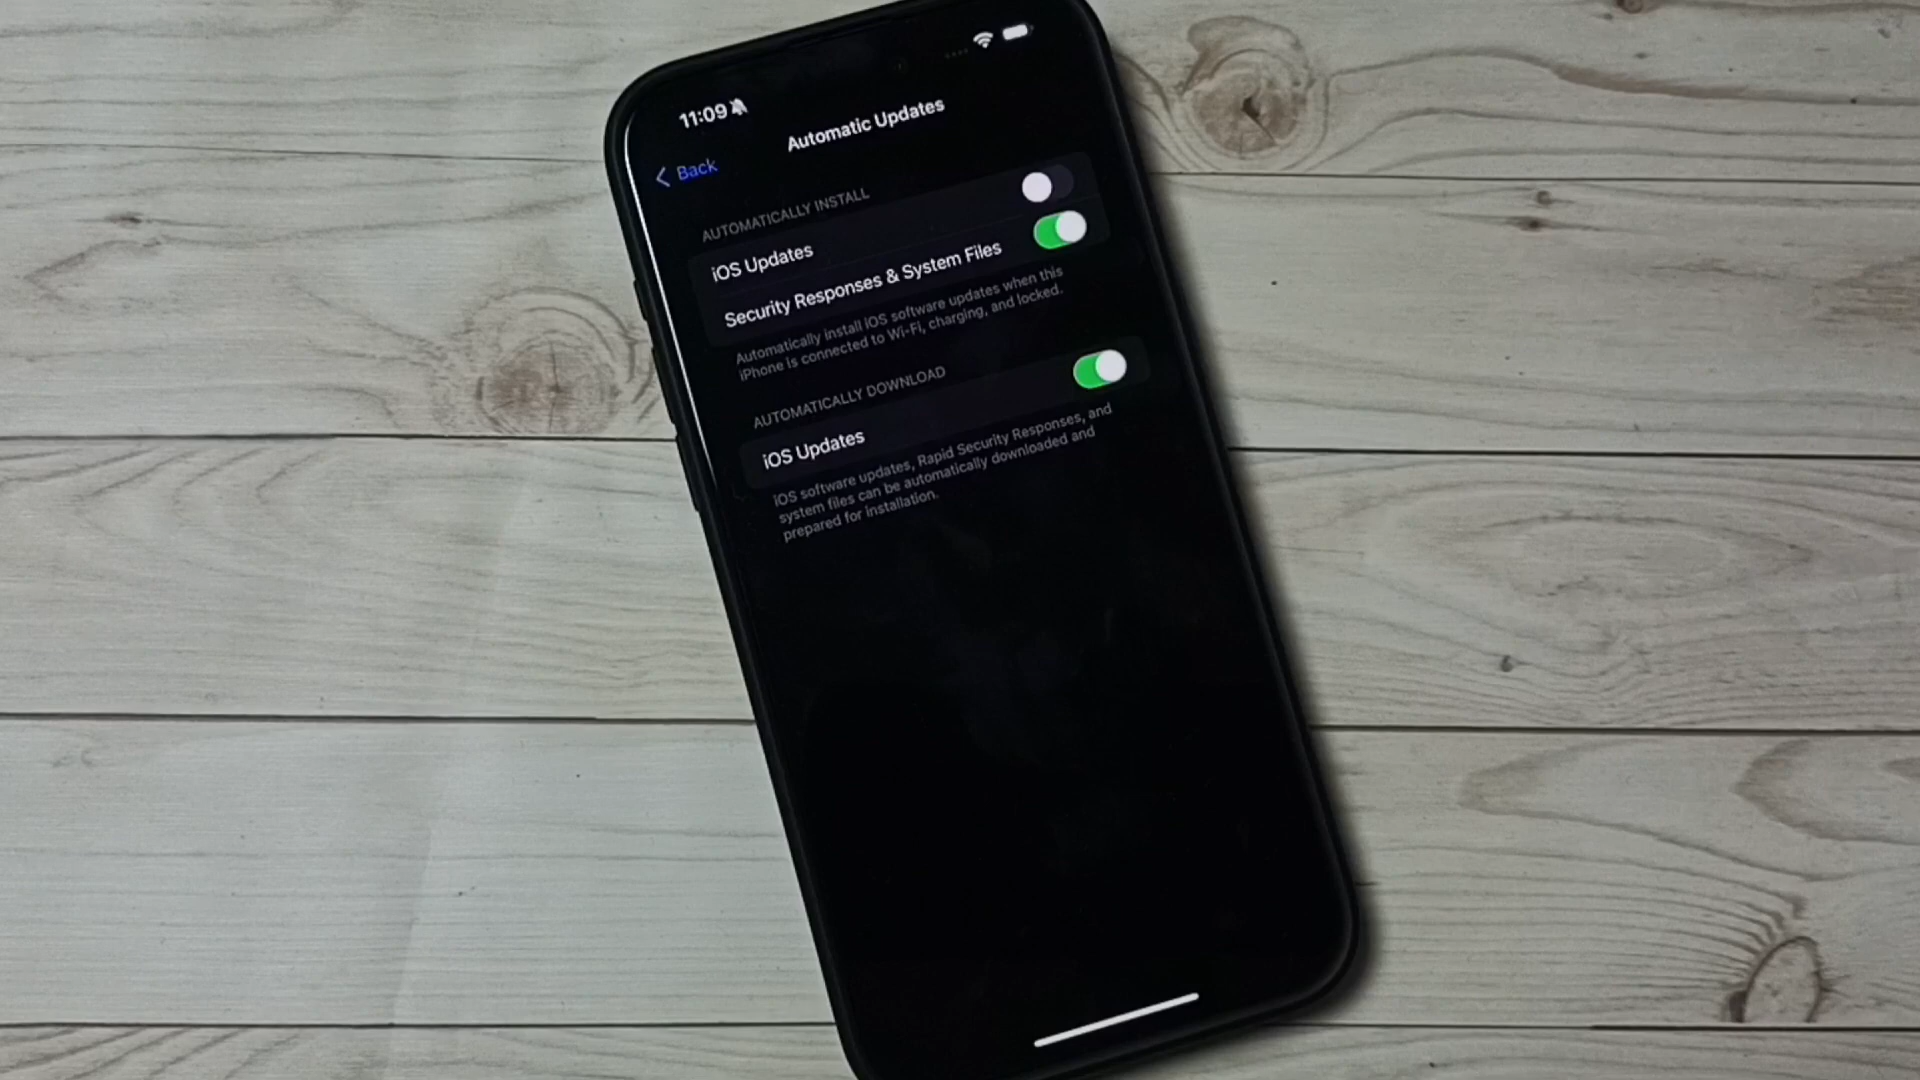 11:09
Back
Automatic Updates
AUTOMATICALLY INSTALL
iOS Updates
Security Responses & System Files
Automatically install iOS software updates when this
iPhone is connected to Wi-Fi, charging, and locked.
AUTOMATICALLY DOWNLOAD
iOS Updates
iOS software updates, Rapid Security Responses, and
system files can be automatically downloaded and
prepared for installation.